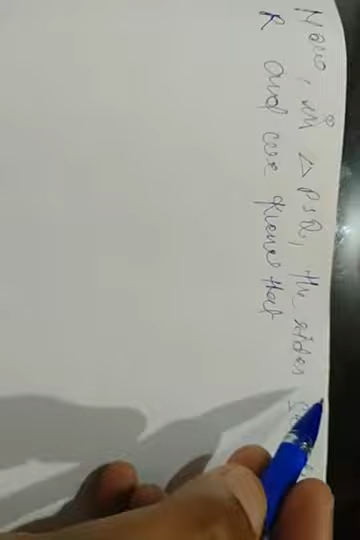 Now, in △ PSQ, the sides S
R and we know that